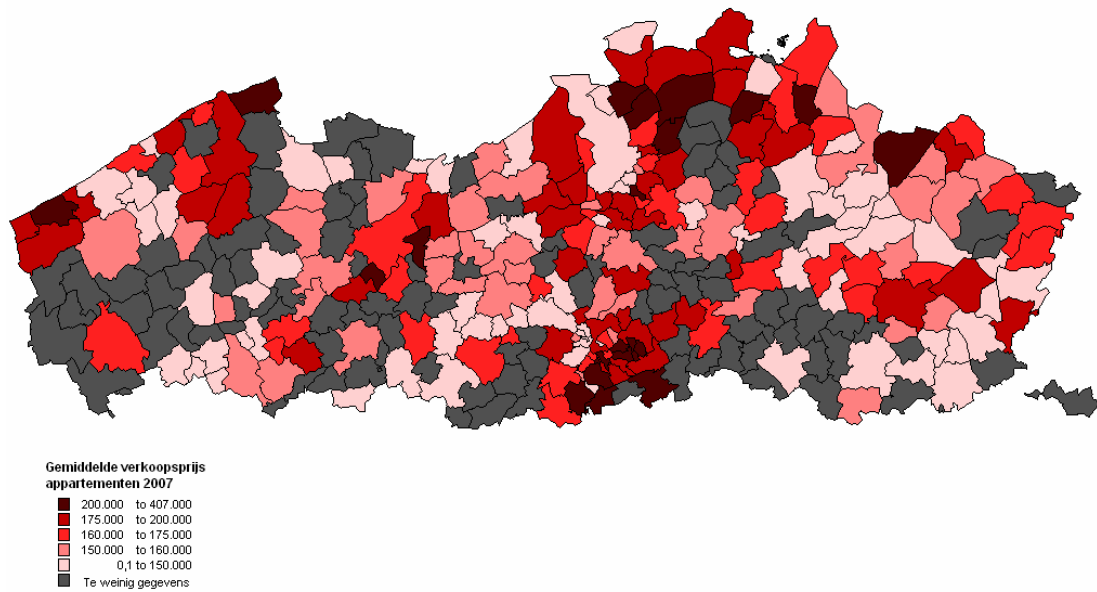 Gemiddelde verkoopsprijs
appartementen 2007
200.000 to 407.000
175.000 to 200.000
160.000 to 175.000
150.000 to 160.000
0,1 to 150.000
Te weinig gegevens